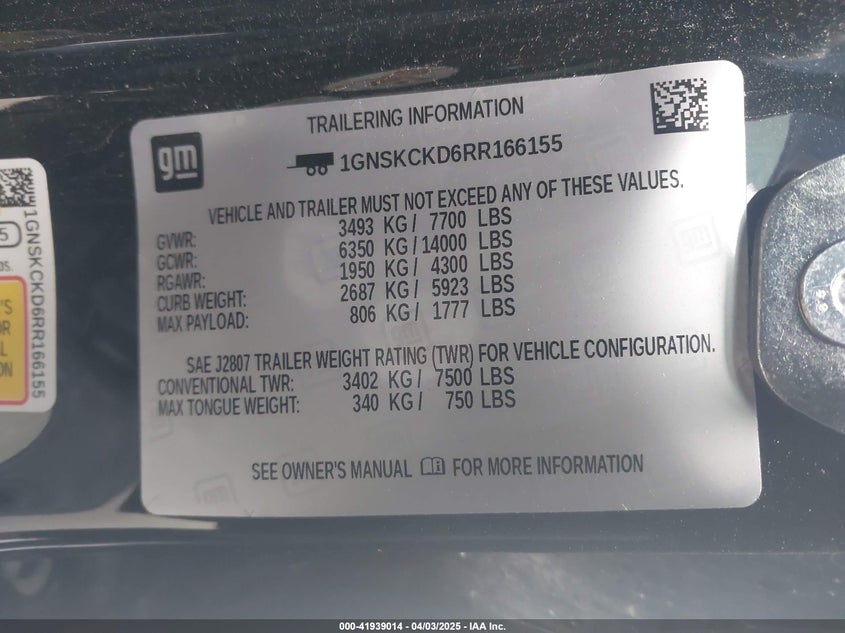 TRAILERING INFORMATION
gm
1GNSKCKD6RR166155
VEHICLE AND TRAILER MUST NOT EXCEED ANY OF THESE VALUES.
GVWR: 3493 KG / 7700 LBS
GCWR: 6350 KG / 14000 LBS
RGAWR: 1950 KG / 4300 LBS
CURB WEIGHT: 2687 KG / 5923 LBS
MAX PAYLOAD: 806 KG / 1777 LBS
SAE J2807 TRAILER WEIGHT RATING (TWR) FOR VEHICLE CONFIGURATION.
CONVENTIONAL TWR: 3402 KG / 7500 LBS
MAX TONGUE WEIGHT: 340 KG / 750 LBS
SEE OWNER'S MANUAL FOR MORE INFORMATION
1GNSKCKD6RR166155
000-41939014 - 04/03/2025 - IAA Inc.